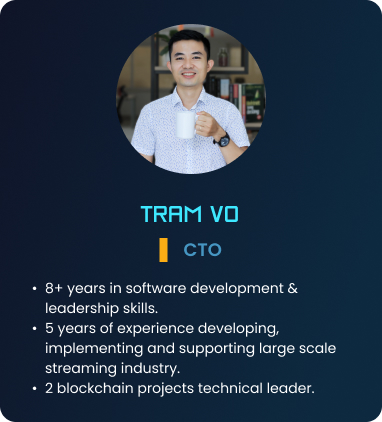 TRAM VO
CTO
• 8+ years in software development &
leadership skills.
• 5 years of experience developing,
implementing and supporting large scale
streaming industry.
• 2 blockchain projects technical leader.